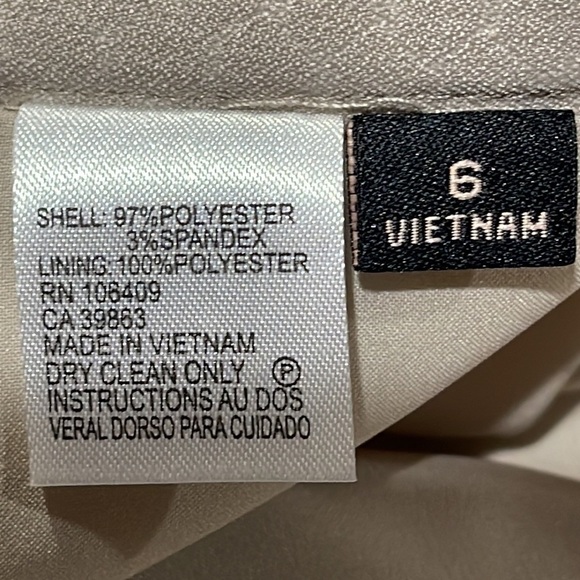 SHELL: 97%POLYESTER
3%SPANDEX
LINING: 100%POLYESTER
RN 106409
CA 39863
MADE IN VIETNAM
DRY CLEAN ONLY Ⓟ
INSTRUCTIONS AU DOS
VERAL DORSO PARA CUIDADO
6
VIETNAM